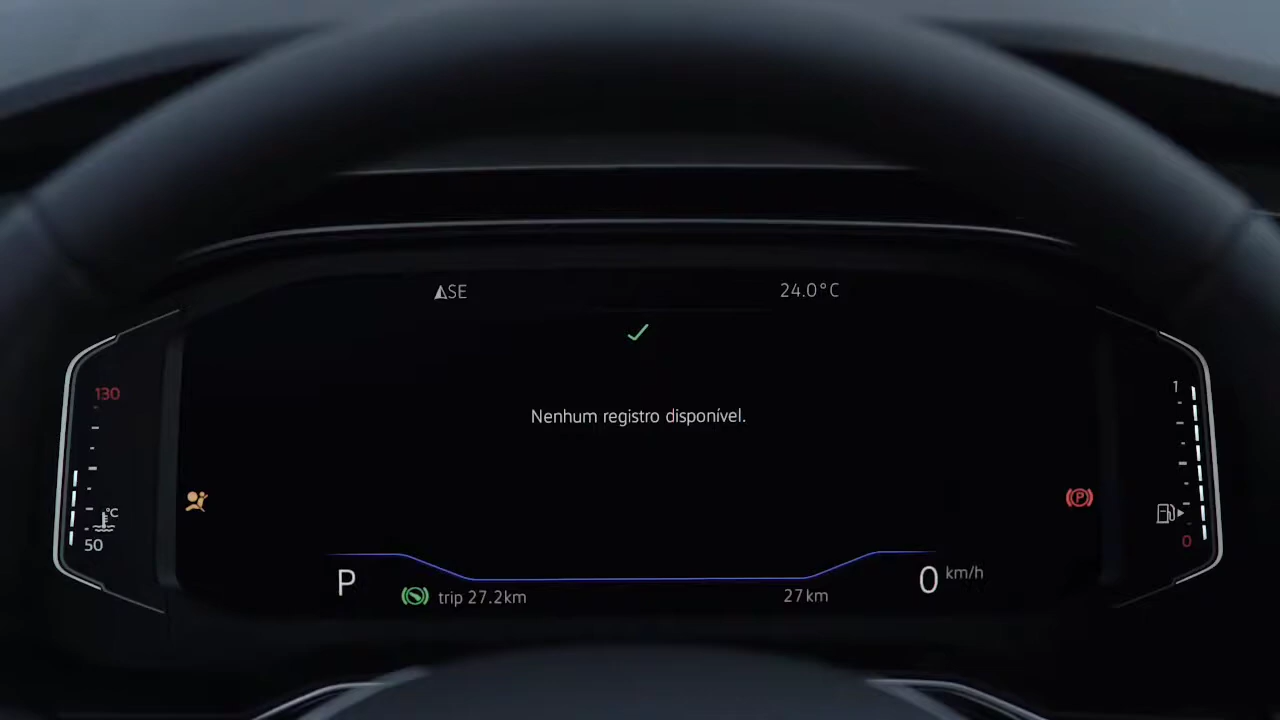 SE
24.0°C
Nenhum registro disponível.
130
°C
50
1
0
P
P
0 km/h
trip 27.2km
27km